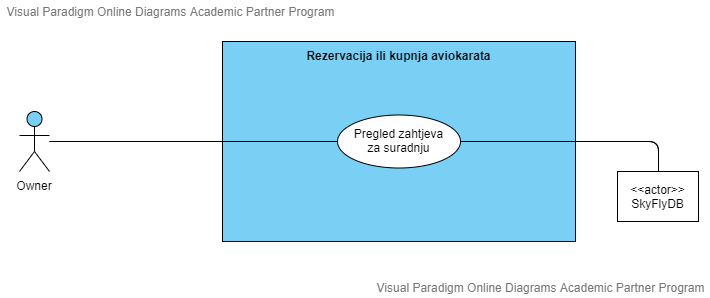 Visual Paradigm Online Diagrams Academic Partner Program
Rezervacija ili kupnja aviokarata
Pregled zahtjeva
za suradnju
Owner
<<actor>>
SkyFlyDB
Visual Paradigm Online Diagrams Academic Partner Program